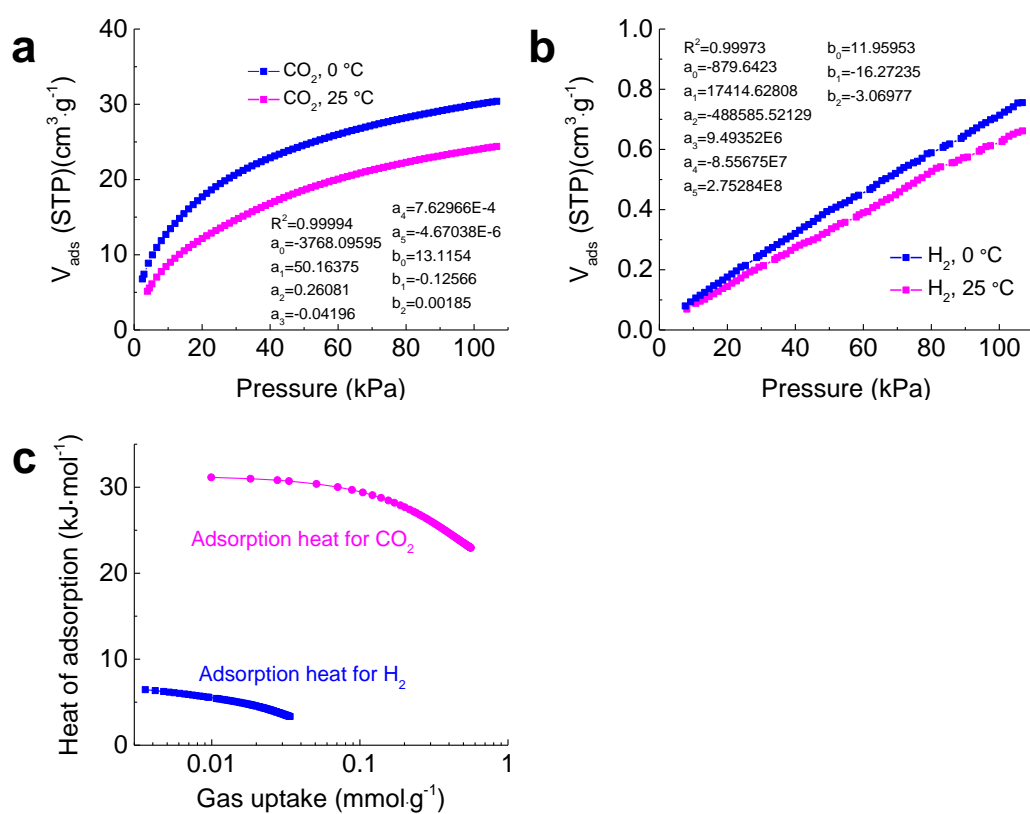 a
V_ads (STP)(cm³·g⁻¹)
40
30
20
10
0
CO₂, 0 °C
CO₂, 25 °C
R²=0.99994
a₀=-3768.09595
a₁=50.16375
a₂=0.26081
a₃=-0.04196
a₄=7.62966E-4
a₅=-4.67038E-6
b₀=13.1154
b₁=-0.12566
b₂=0.00185
0 20 40 60 80 100
Pressure (kPa)
b
V_ads (STP)(cm³·g⁻¹)
1.0
0.8
0.6
0.4
0.2
0.0
R²=0.99973
a₀=-879.6423
a₁=17414.62808
a₂=-488585.52129
a₃=9.49352E6
a₄=-8.55675E7
a₅=2.75284E8
b₀=11.95953
b₁=-16.27235
b₂=-3.06977
H₂, 0 °C
H₂, 25 °C
0 20 40 60 80 100
Pressure (kPa)
c
Heat of adsorption (kJ·mol⁻¹)
30
20
10
0
Adsorption heat for CO₂
Adsorption heat for H₂
0.01 0.1 1
Gas uptake (mmol·g⁻¹)